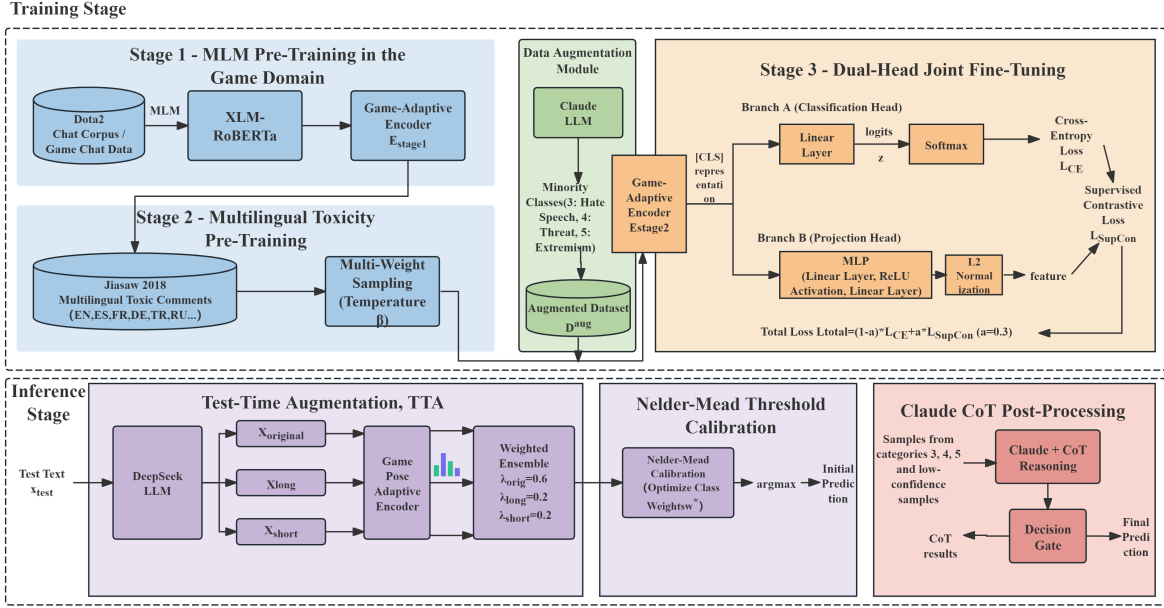 Training Stage
Stage 1 - MLM Pre-Training in the
Game Domain
Dota2
Chat Corpus /
Game Chat Data
MLM
XLM-
RoBERTa
Game-Adaptive
Encoder
Estage1
Stage 2 - Multilingual Toxicity
Pre-Training
Jiasaw 2018
Multilingual Toxic Comments
(EN,ES,FR,DE,TR,RU...)
Multi-Weight
Sampling
(Temperature
β)
Data Augmentation
Module
Claude
LLM
Minority
Classes(3: Hate
Speech, 4:
Threat, 5:
Extremism)
Augmented Dataset
Daug
Game-
Adaptive
Encoder
Estage2
Stage 3 - Dual-Head Joint Fine-Tuning
[CLS]
repres
entati
on
Branch A (Classification Head)
Linear
Layer
logits
z
Softmax
Cross-
Entropy
Loss
LCE
Supervised
Contrastive
Loss
LSupCon
Branch B (Projection Head)
MLP
(Linear Layer, ReLU
Activation, Linear Layer)
L2
Normal
ization
feature
Total Loss Ltotal=(1-a)*LCE+a*LSupCon (a=0.3)
Inference
Stage
Test Text
xtest
Test-Time Augmentation, TTA
DeepSeek
LLM
Xoriginal
Xlong
Xshort
Game
Pose
Adaptive
Encoder
Weighted
Ensemble
λorig=0.6
λlong=0.2
λshort=0.2
Nelder-Mead Threshold
Calibration
Nelder-Mead
Calibration
(Optimize Class
Weightsw*)
argmax
Initial
Predic
tion
Claude CoT Post-Processing
Samples from
categories 3, 4, 5
and low-
confidence
samples
Claude + CoT
Reasoning
Decision
Gate
CoT
results
Final
Predi
ction